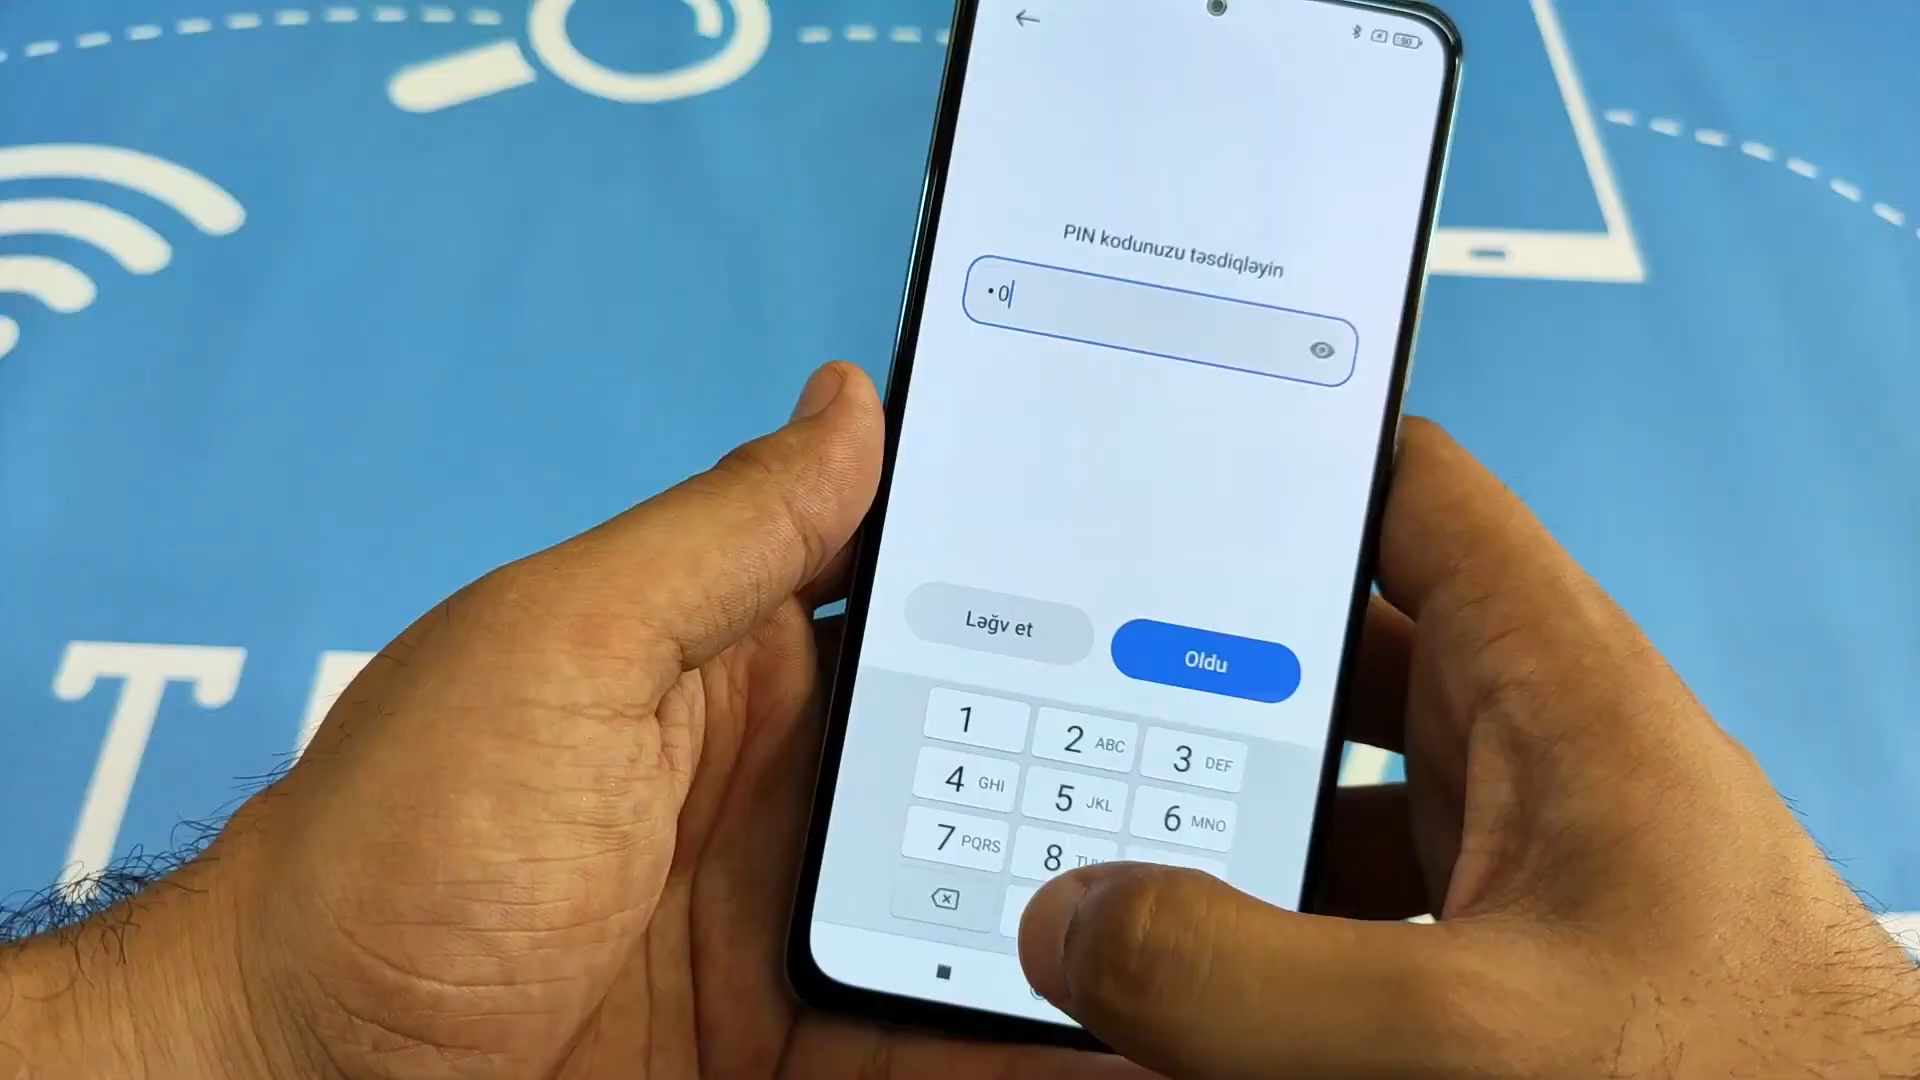 50
PIN kodunuzu təsdiqləyin
•0
Ləğv et
Oldu
1
2 ABC
3 DEF
4 GHI
5 JKL
6 MNO
7 PQRS
8
T